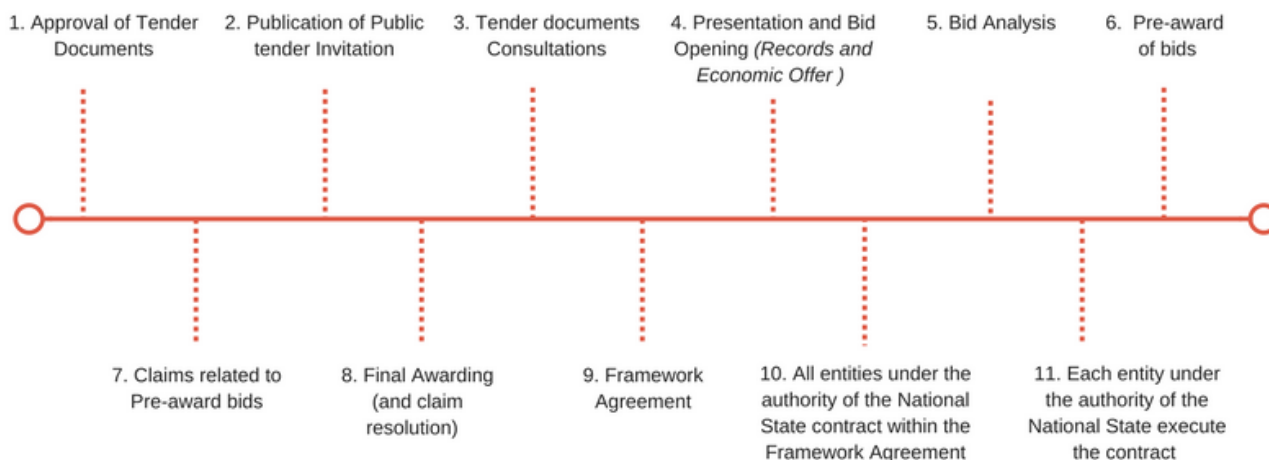 1. Approval of Tender
Documents
2. Publication of Public
tender Invitation
3. Tender documents
Consultations
4. Presentation and Bid
Opening (Records and
Economic Offer )
5. Bid Analysis
6. Pre-award
of bids
7. Claims related to
Pre-award bids
8. Final Awarding
(and claim
resolution)
9. Framework
Agreement
10. All entities under the
authority of the National
State contract within the
Framework Agreement
11. Each entity under
the authority of the
National State execute
the contract